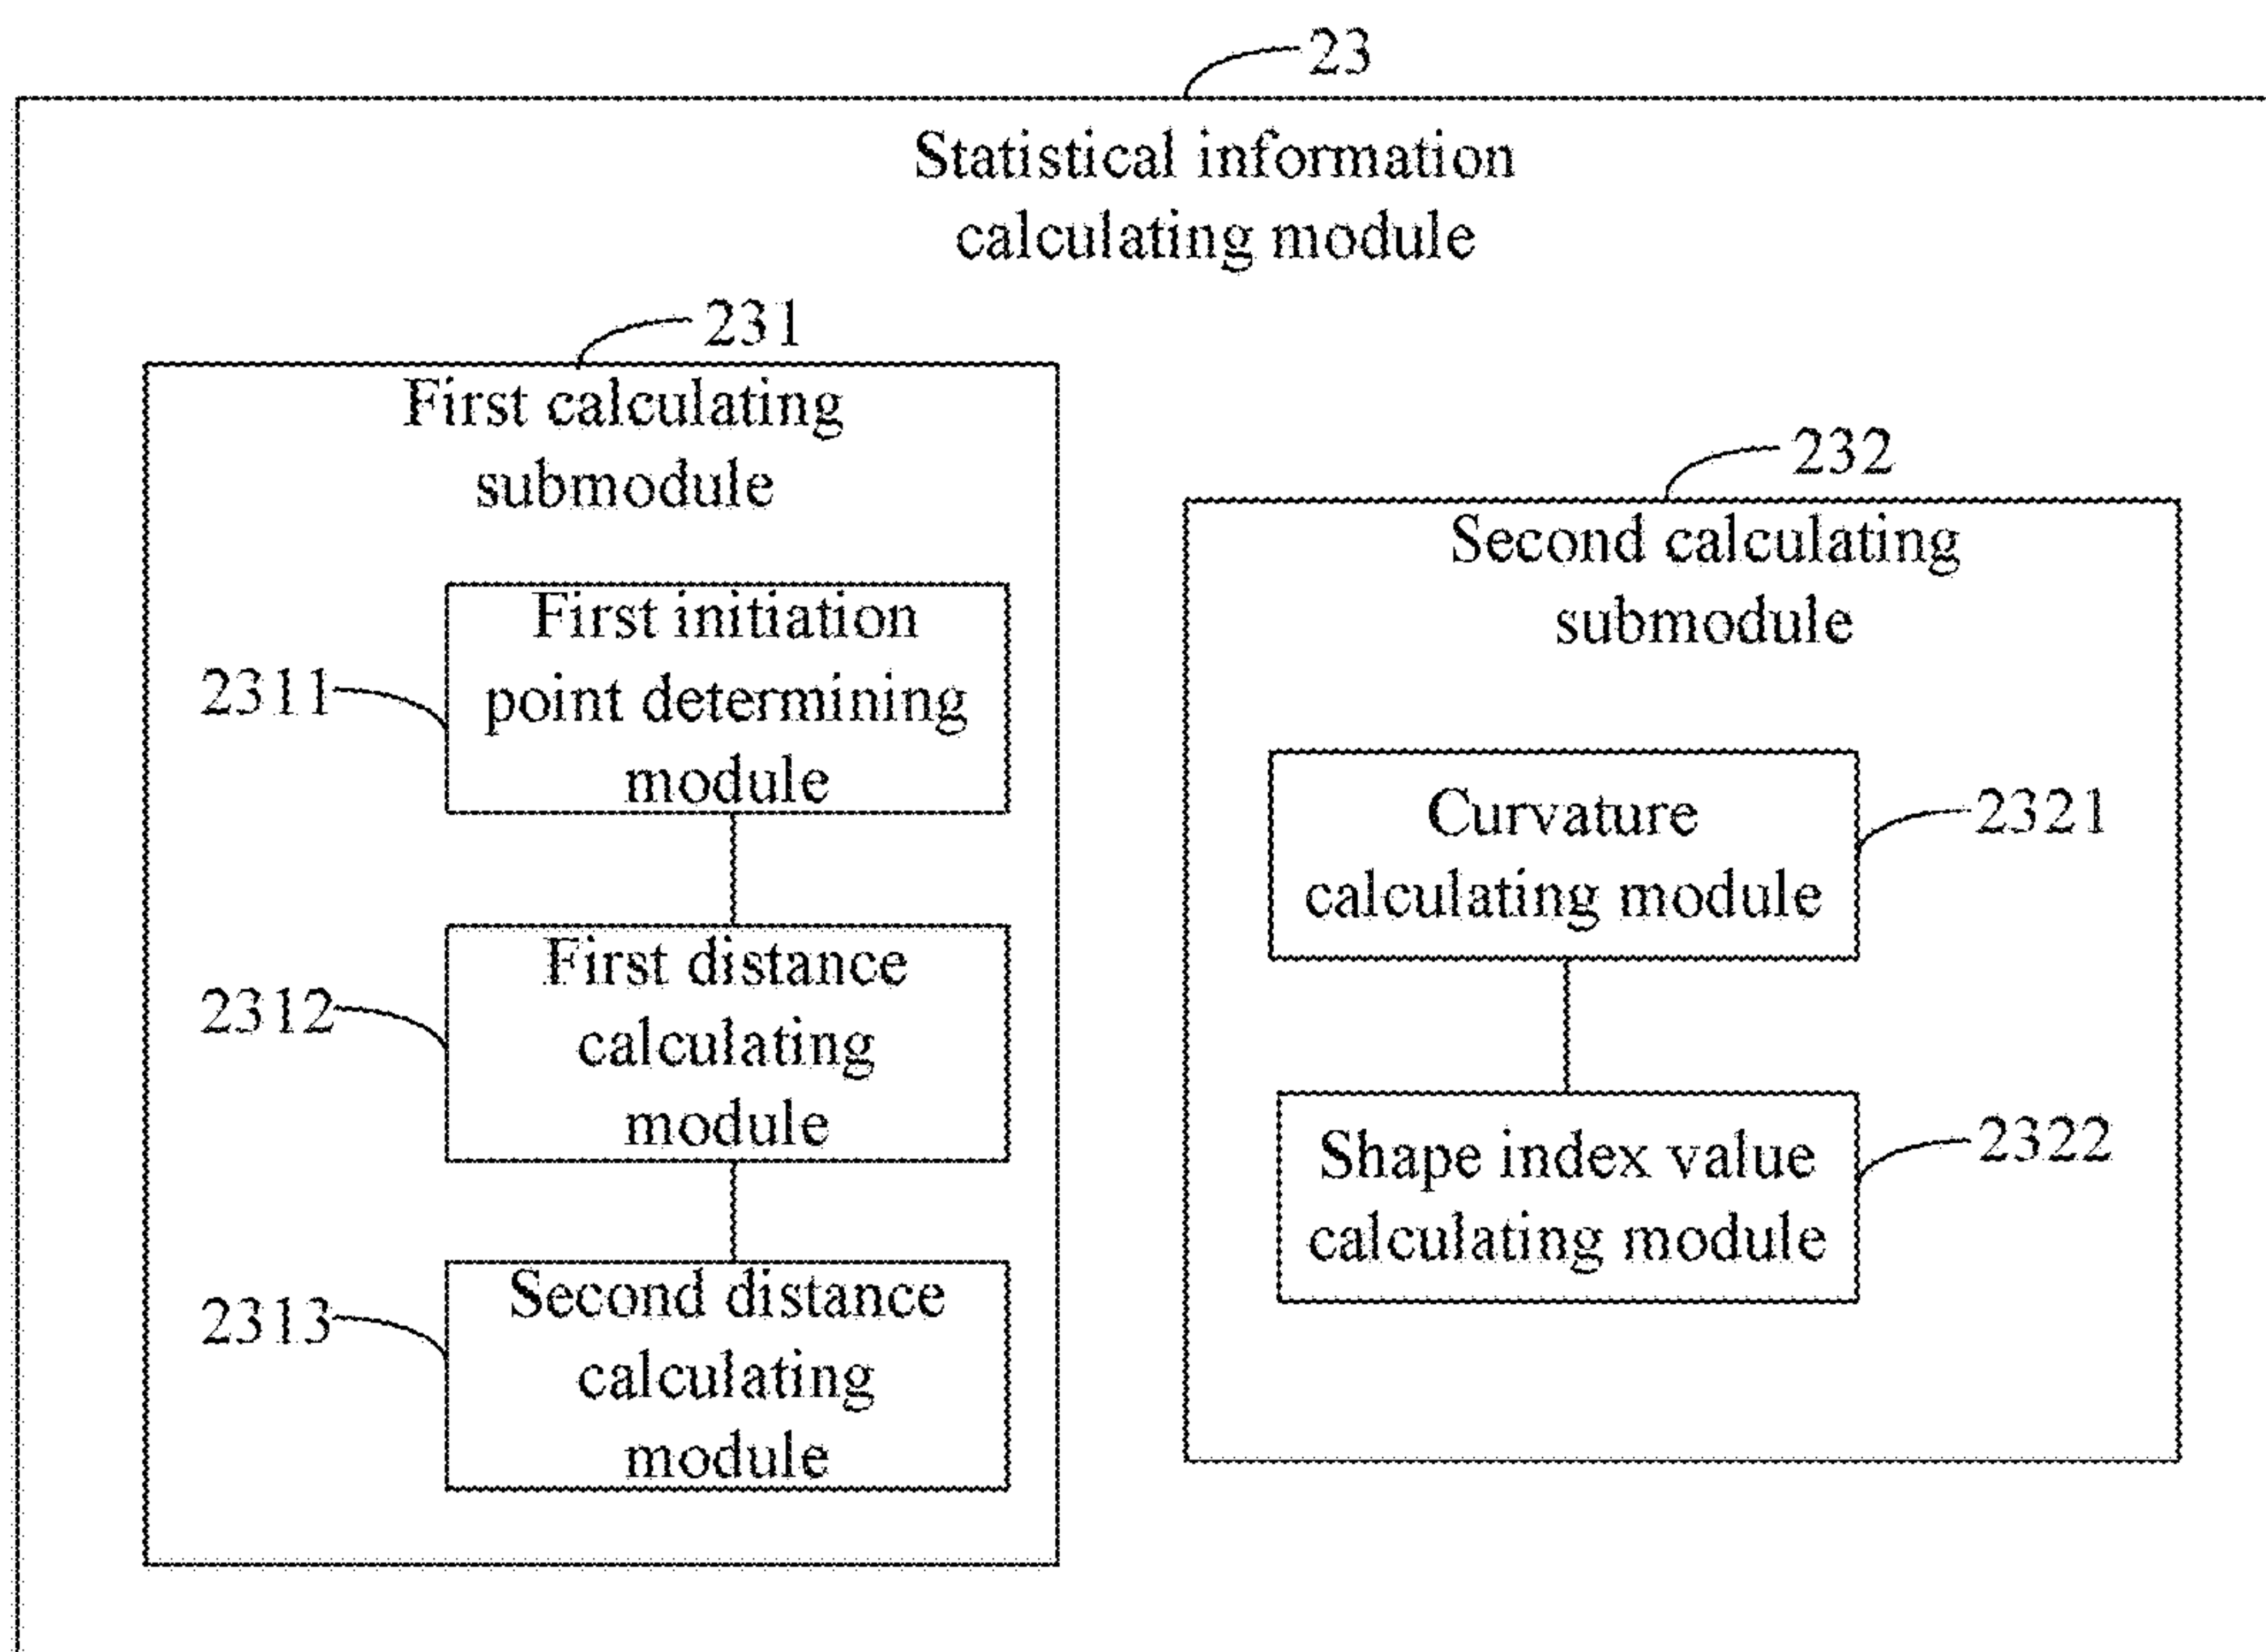 23
Statistical information
calculating module
231
First calculating
submodule
2311
First initiation
point determining
module
2312
First distance
calculating
module
2313
Second distance
calculating
module
232
Second calculating
submodule
Curvature
calculating module
2321
Shape index value
calculating module
2322